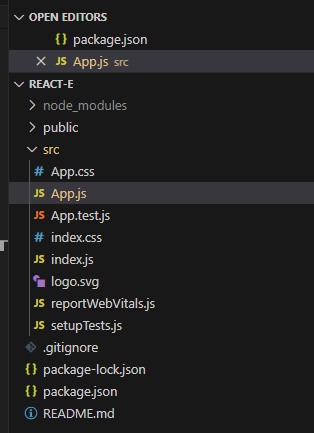 OPEN EDITORS
{} package.json
JS App.js src
REACT-E
node_modules
public
src
# App.css
JS App.js
JS App.test.js
# index.css
JS index.js
logo.svg
JS reportWebVitals.js
JS setupTests.js
.gitignore
{} package-lock.json
{} package.json
README.md